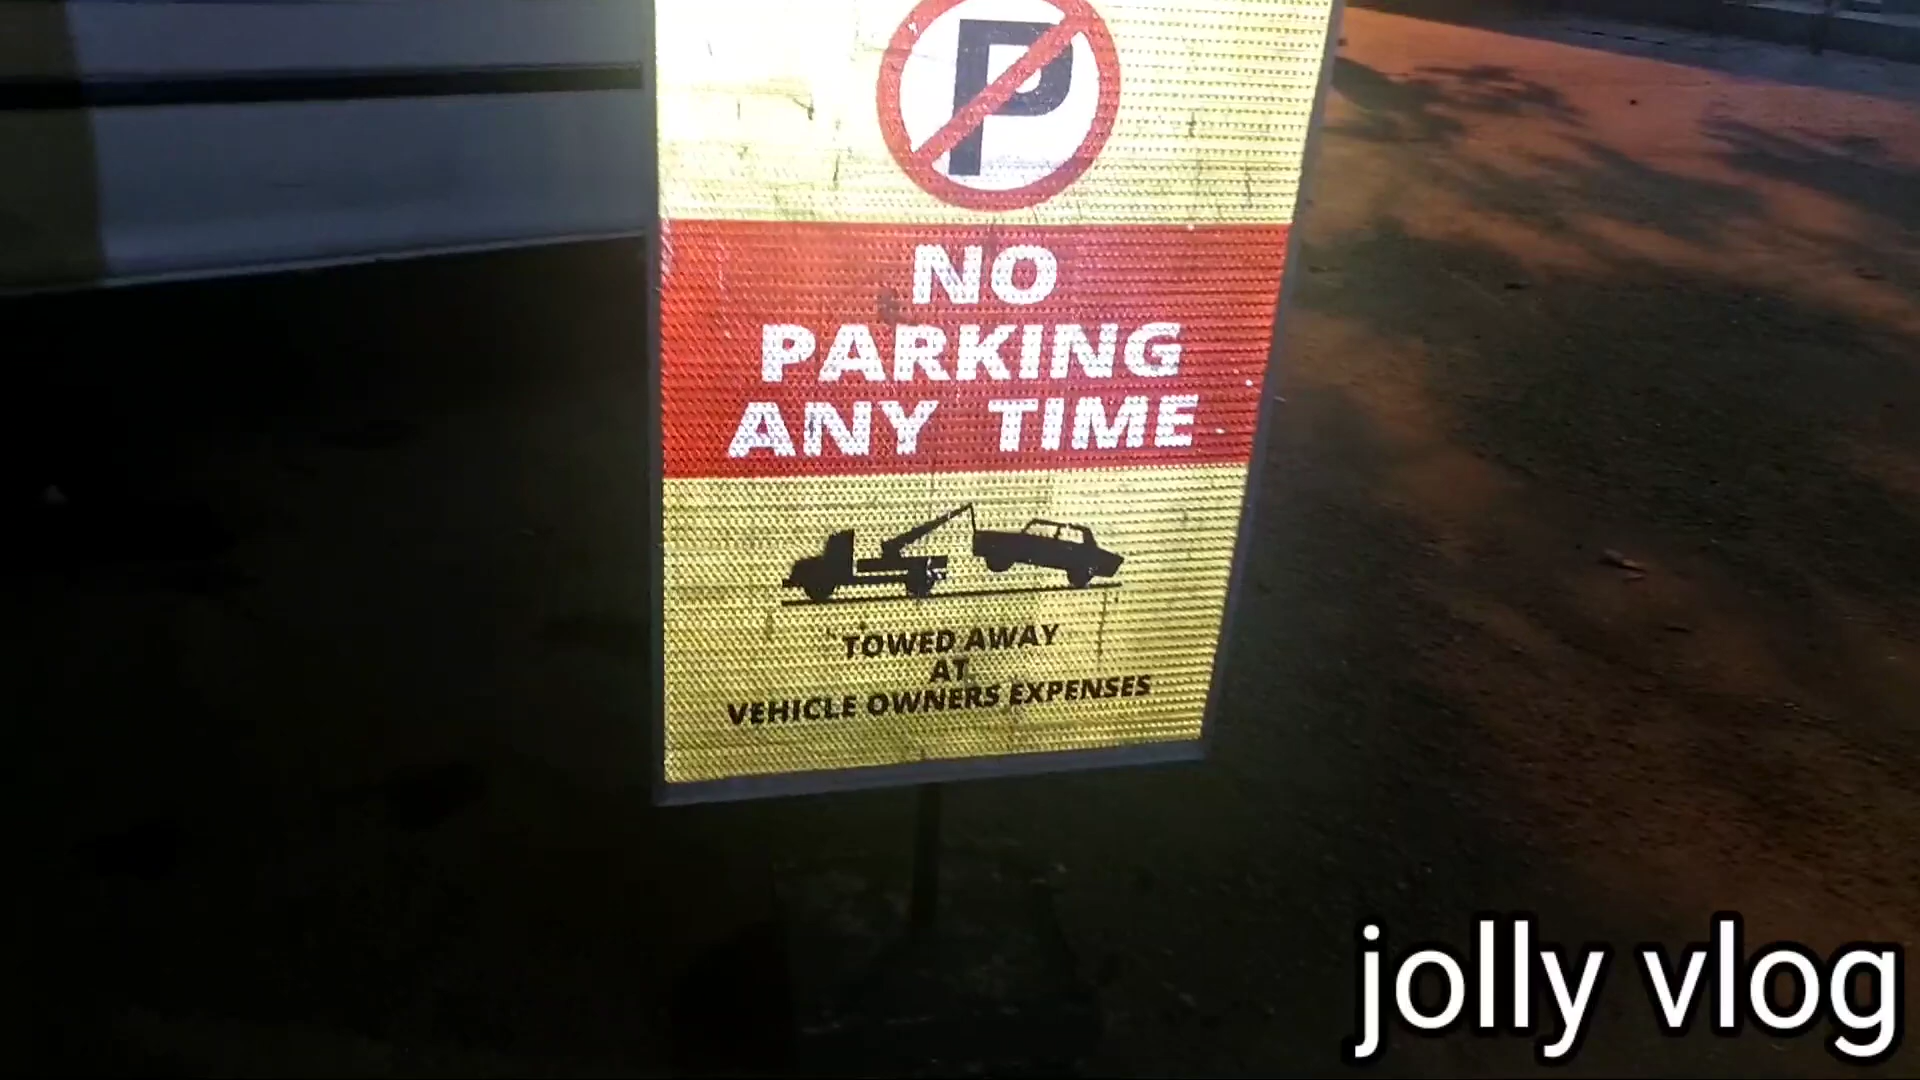 P
NO
PARKING
ANY TIME
TOWED AWAY
AT
VEHICLE OWNERS EXPENSES
jolly vlog